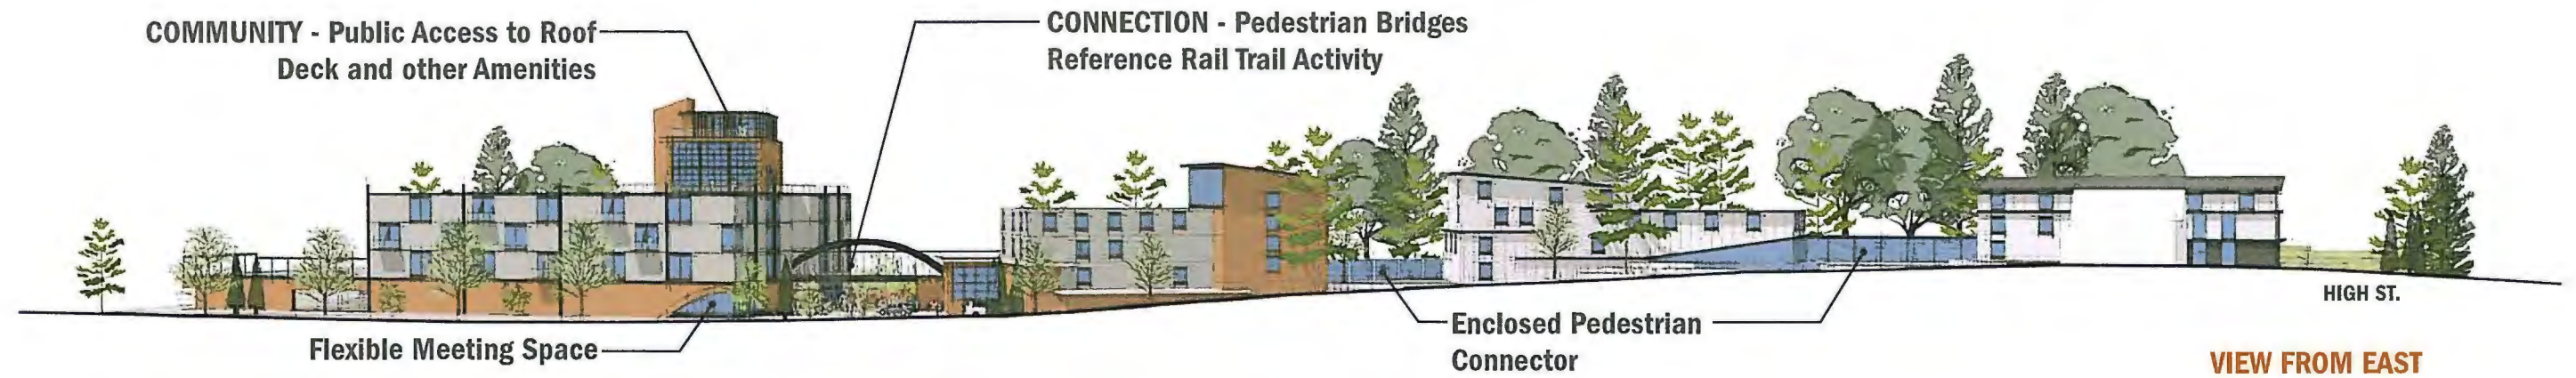 COMMUNITY - Public Access to Roof
Deck and other Amenities
CONNECTION - Pedestrian Bridges
Reference Rail Trail Activity
HIGH ST.
Flexible Meeting Space
Enclosed Pedestrian
Connector
VIEW FROM EAST